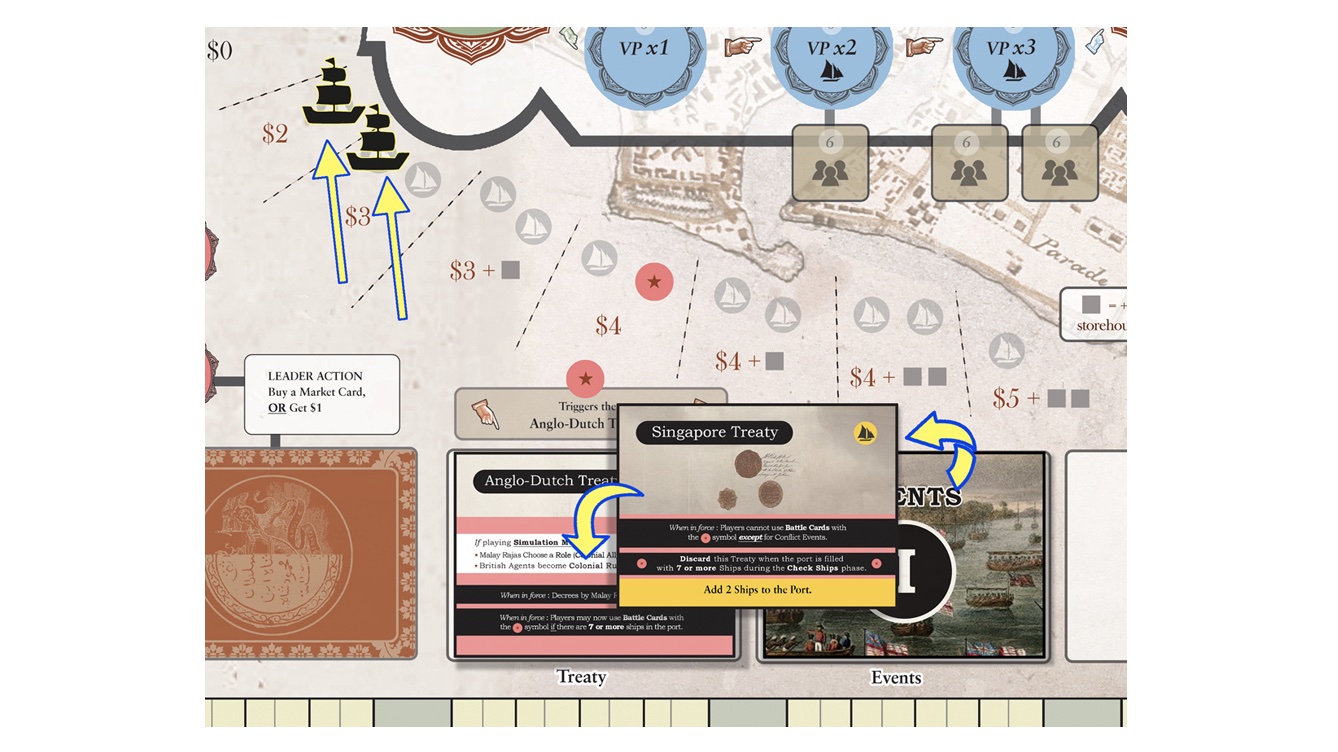 $0
VP x1
VP x2
VP x3
$2
6
6
6
$3
$3 +
$4
$4 +
$4 +
$5 +
Parade
storehou
LEADER ACTION
Buy a Market Card,
OR Get $1
Triggers the
Anglo-Dutch T
Singapore Treaty
When in force : Players cannot use Battle Cards with
the symbol except for Conflict Events.
Discard this Treaty when the port is filled
with 7 or more Ships during the Check Ships phase.
Add 2 Ships to the Port.
Anglo-Dutch Treat
If playing Simulation M
• Malay Rajas Choose a Role (Colonial All
• British Agents become Colonial Ru
When in force : Decrees by Malay
When in force : Players may now use Battle Cards with
the symbol if there are 7 or more ships in the port.
ENTS
I
Treaty
Events